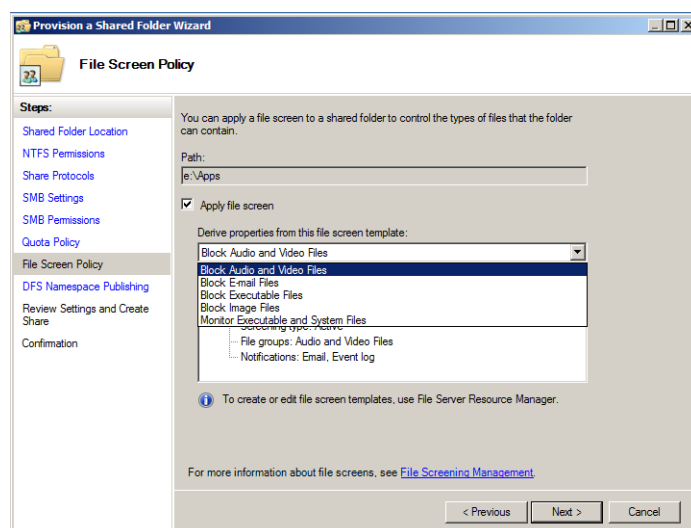 Provision a Shared Folder Wizard
File Screen Policy
Steps:
Shared Folder Location
NTFS Permissions
Share Protocols
SMB Settings
SMB Permissions
Quota Policy
File Screen Policy
DFS Namespace Publishing
Review Settings and Create
Share
Confirmation
You can apply a file screen to a shared folder to control the types of files that the folder
can contain.
Path:
e:\Apps
Apply file screen
Derive properties from this file screen template:
Block Audio and Video Files
Block Audio and Video Files
Block E-mail Files
Block Executable Files
Block Image Files
Monitor Executable and System Files
Screening type: Active
File groups: Audio and Video Files
Notifications: Email, Event log
To create or edit file screen templates, use File Server Resource Manager.
For more information about file screens, see File Screening Management.
< Previous
Next >
Cancel